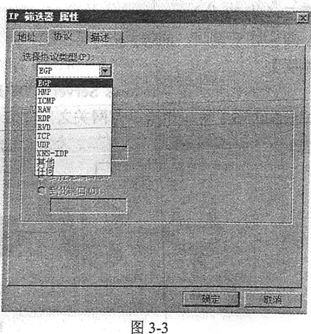 IP 筛选器 属性
地址 协议 描述
选择协议类型(P):
EGP
EGP
HMP
ICMP
RAW
RDP
RVD
TCP
UDP
XNS-IDP
其他
任何
确定 取消
图 3-3